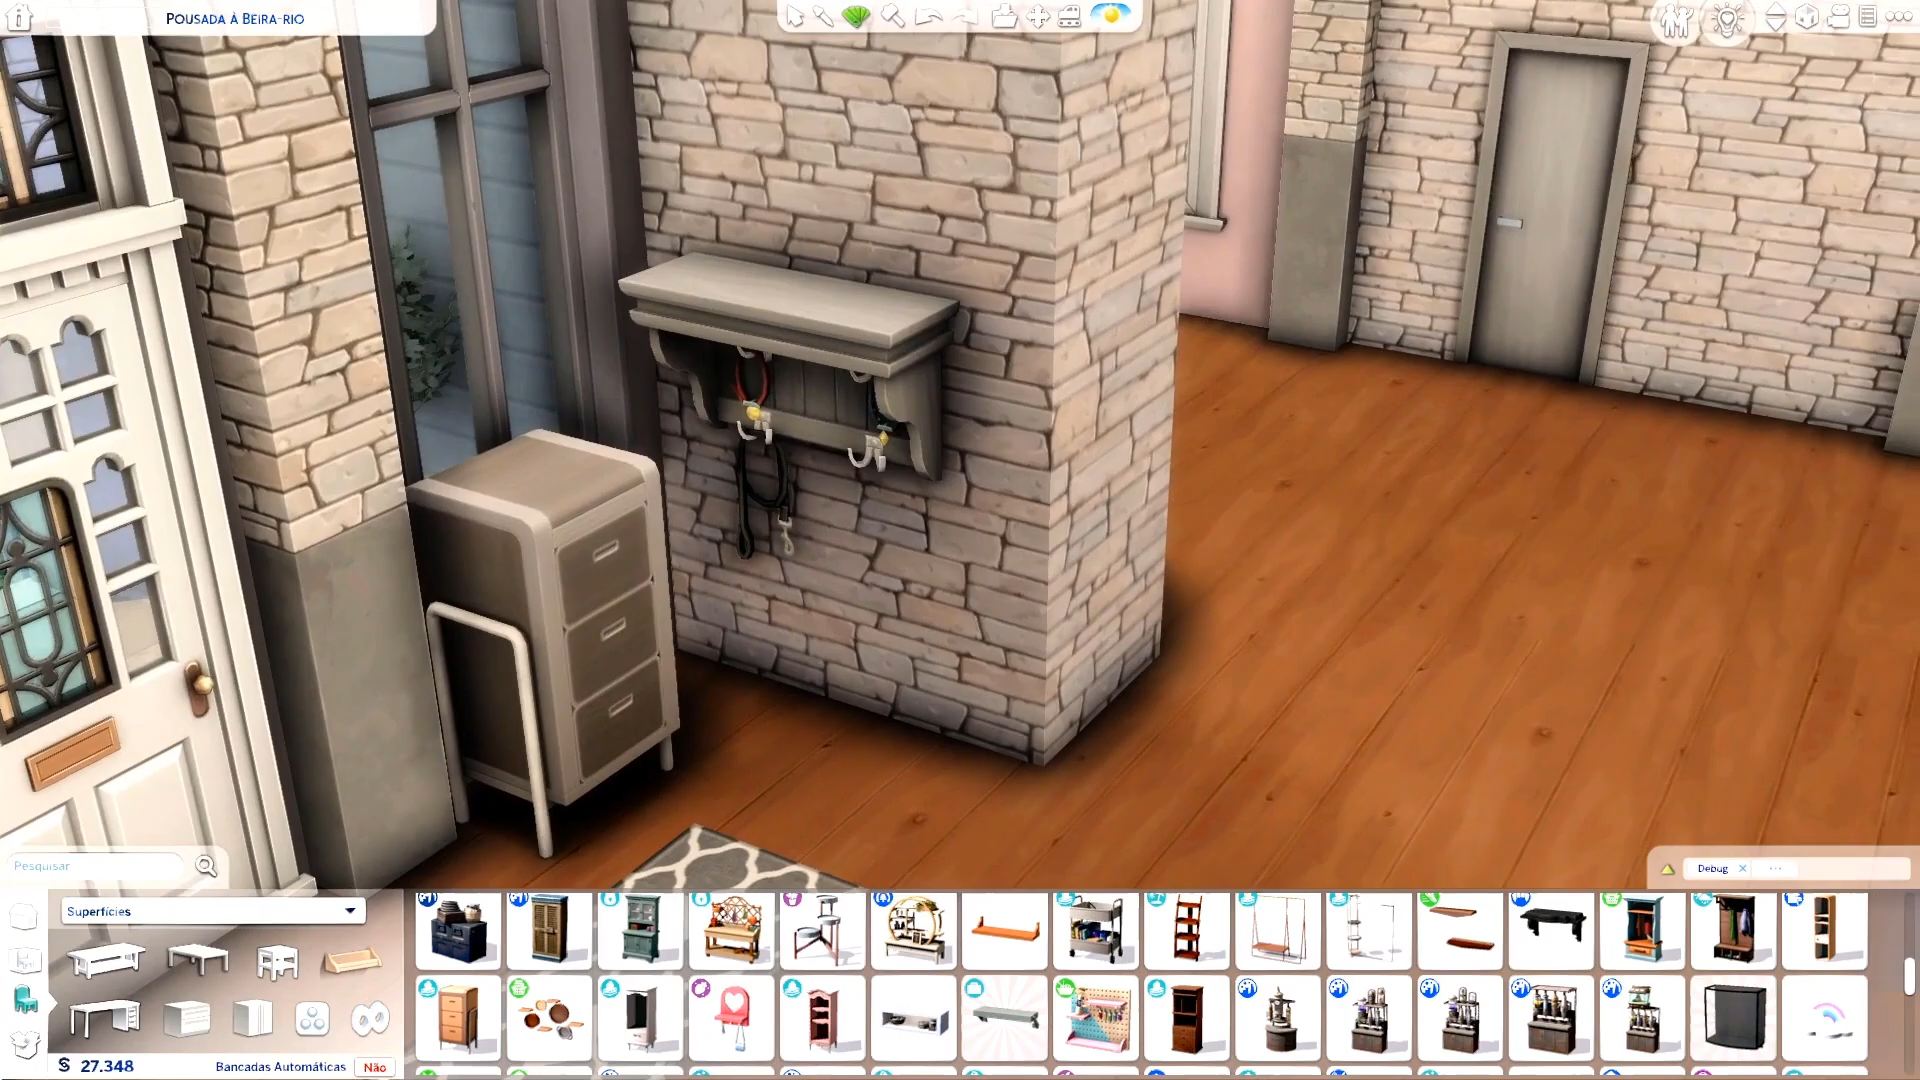 Pousada à Beira-rio
Pesquisar
Debug
Superfícies
27.348
Bancadas Automáticas Não